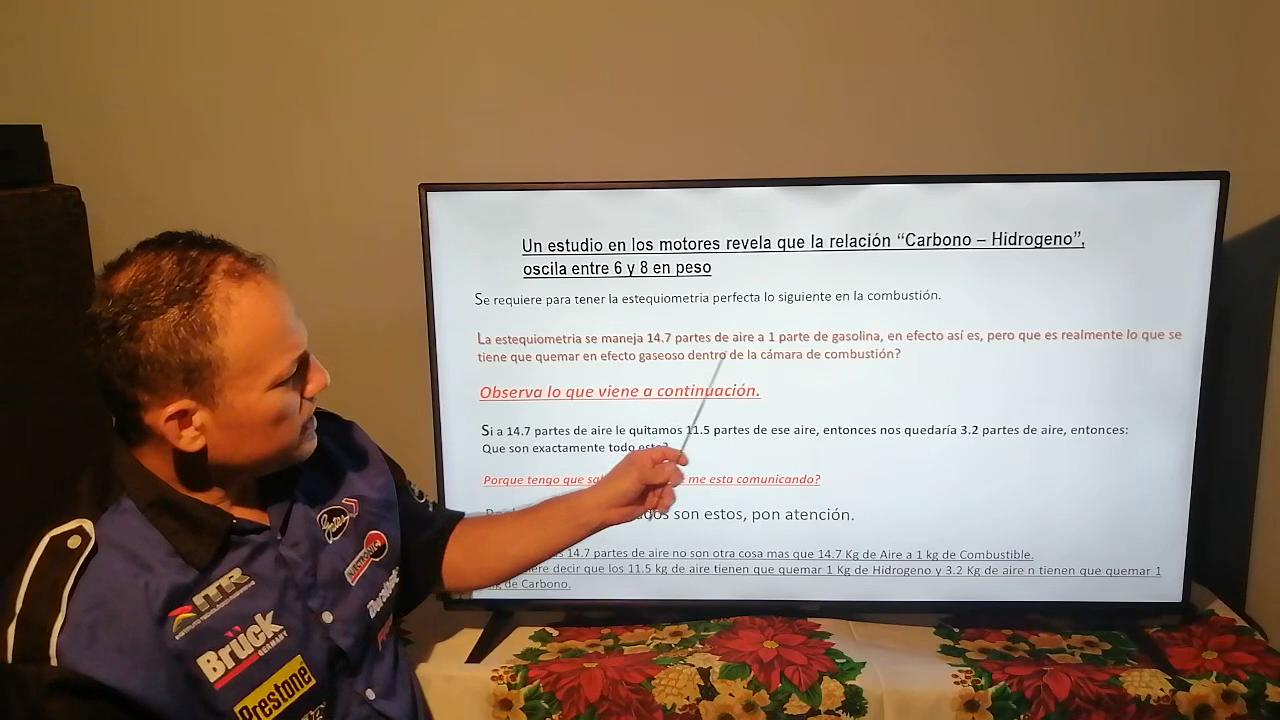 Un estudio en los motores revela que la relación “Carbono – Hidrogeno”,
oscila entre 6 y 8 en peso
Se requiere para tener la estequiometria perfecta lo siguiente en la combustión.
La estequiometria se maneja 14.7 partes de aire a 1 parte de gasolina, en efecto así es, pero que es realmente lo que se
tiene que quemar en efecto gaseoso dentro de la cámara de combustión?
Observa lo que viene a continuación.
Si a 14.7 partes de aire le quitamos 11.5 partes de ese aire, entonces nos quedaría 3.2 partes de aire, entonces:
Que son exactamente todo esto?
Porque tengo que me esta comunicando?
son estos, pon atención.
14.7 partes de aire no son otra cosa mas que 14.7 Kg de Aire a 1 kg de Combustible.
decir que los 11.5 kg de aire tienen que quemar 1 Kg de Hidrogeno y 3.2 Kg de aire n tienen que quemar 1
de Carbono.
Gates
ITR
Brück
GERMANY
Prestone